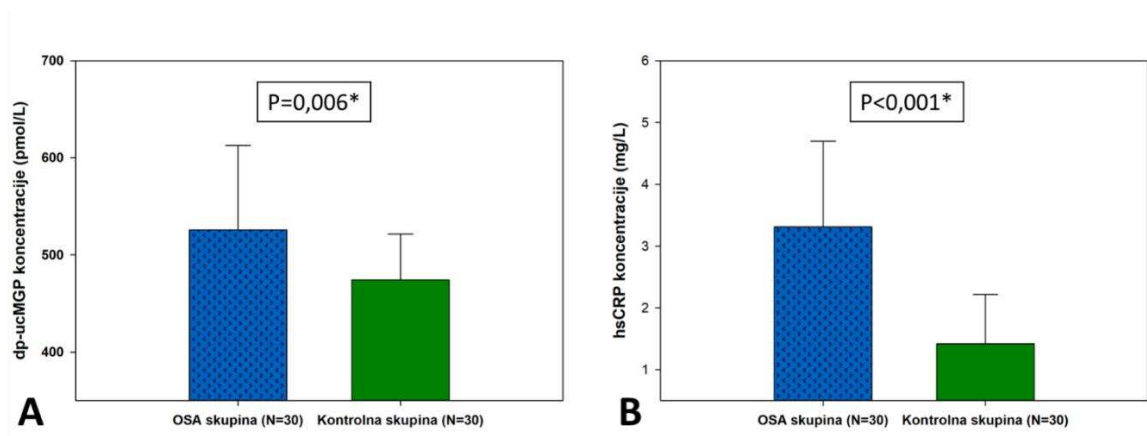 700
600
500
400
dp-ucMGP koncentracije (pmol/L)
P=0,006*
OSA skupina (N=30)
Kontrolna skupina (N=30)
A
6
5
4
3
2
1
hsCRP koncentracije (mg/L)
P<0,001*
OSA skupina (N=30)
Kontrolna skupina (N=30)
B